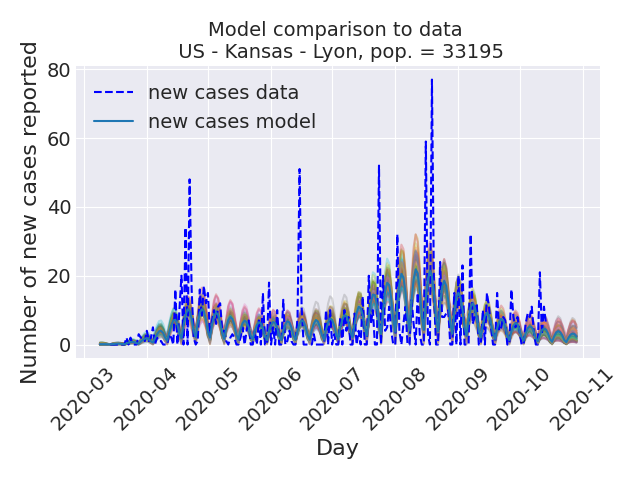 Model comparison to data
US - Kansas - Lyon, pop. = 33195
Number of new cases reported
80
60
40
20
0
new cases data
new cases model
2020-03
2020-04
2020-05
2020-06
2020-07
2020-08
2020-09
2020-10
2020-11
Day